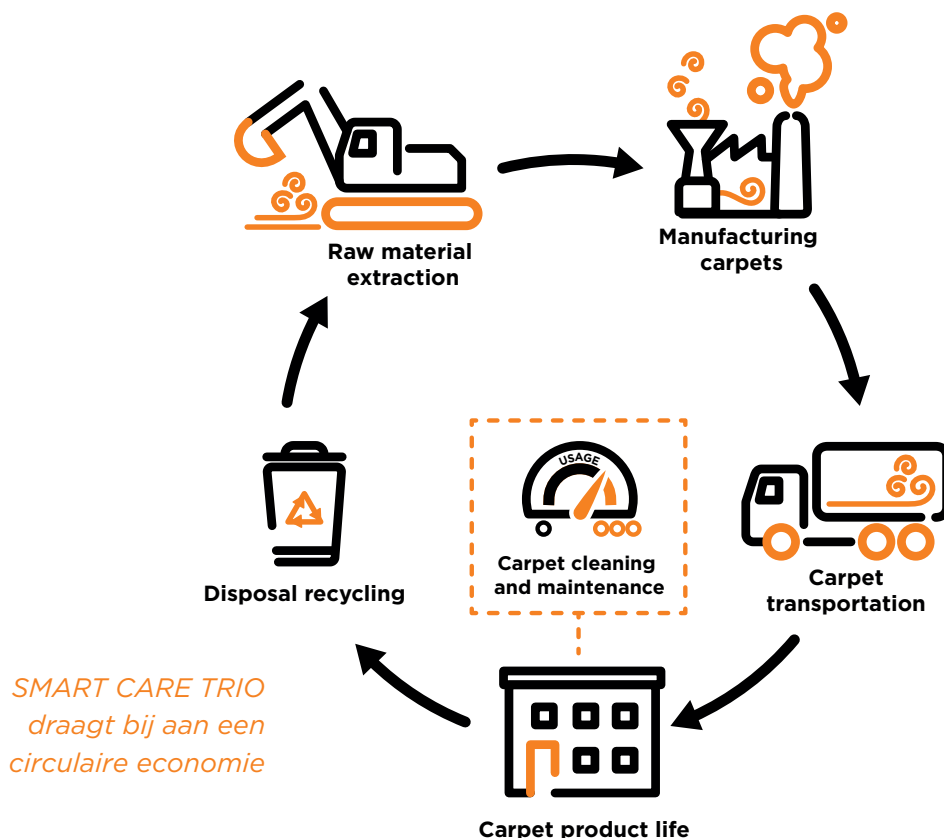 Raw material
extraction
Manufacturing
carpets
USAGE
Carpet cleaning
and maintenance
Carpet
transportation
Disposal recycling
SMART CARE TRIO
draagt bij aan een
circulaire economie
Carpet product life